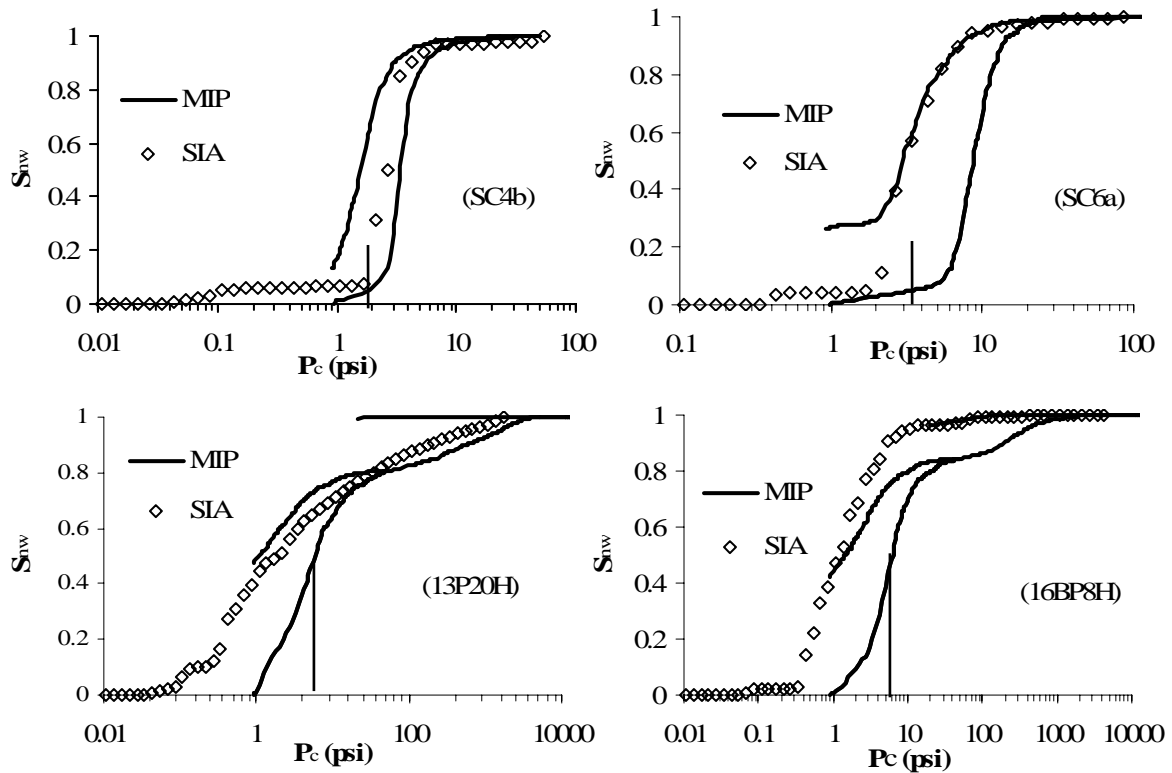 1
0.8
0.6
0.4
0.2
0
Snw
MIP
SIA
(SC4b)
0.01 0.1 1 10 100
Pc (psi)
1
0.8
0.6
0.4
0.2
0
Snw
MIP
SIA
(SC6a)
0.1 1 10 100
Pc (psi)
1
0.8
0.6
0.4
0.2
0
Snw
MIP
SIA
(13P20H)
0.01 1 100 10000
Pc (psi)
1
0.8
0.6
0.4
0.2
0
Snw
MIP
SIA
(16BP8H)
0.01 0.1 1 10 100 1000 10000
Pc (psi)